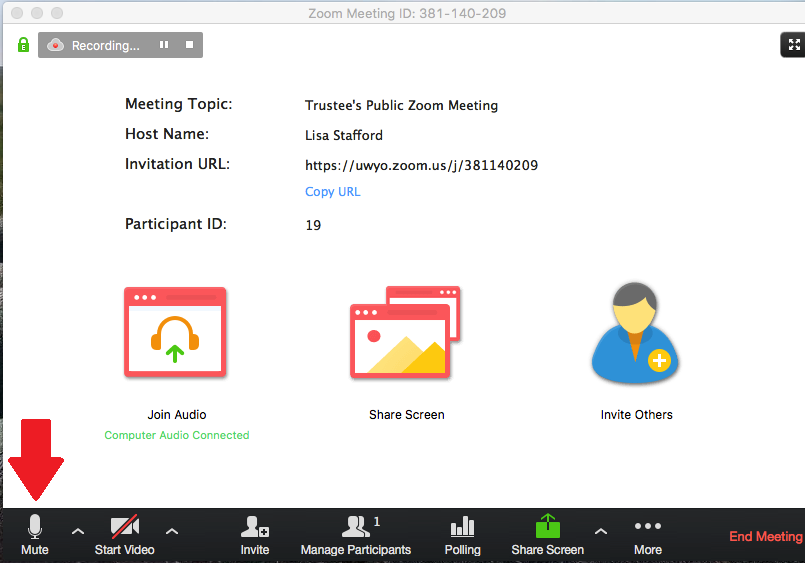 Zoom Meeting ID: 381-140-209
E
Recording...
Meeting Topic: Trustee's Public Zoom Meeting
Host Name: Lisa Stafford
Invitation URL: https://uwyo.zoom.us/j/381140209
Copy URL
Participant ID: 19
Join Audio Share Screen Invite Others
Computer Audio Connected
1
Mute Start Video Invite Manage Participants Polling Share Screen More End Meeting